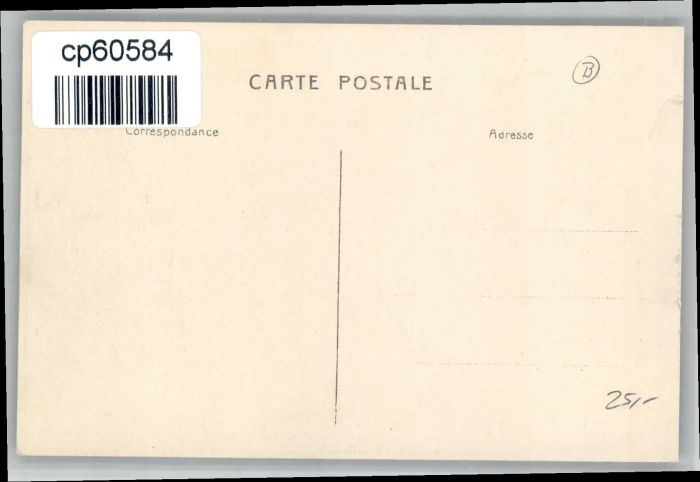 cp60584
CARTE POSTALE
B
Correspondance
Adresse
25,-